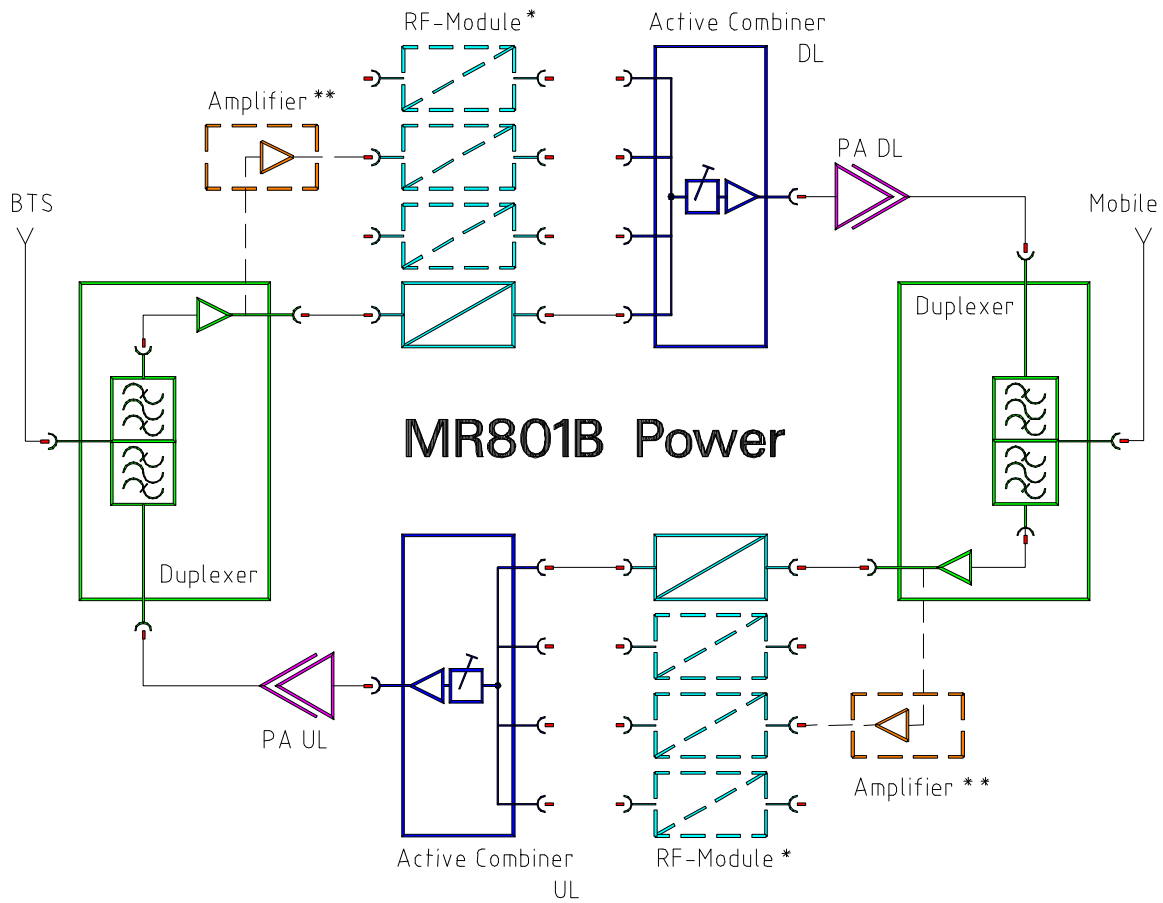 RF-Module *
Active Combiner
DL
Amplifier **
PA DL
BTS
Mobile
Duplexer
MR801B Power
Duplexer
PA UL
Amplifier **
Active Combiner
UL
RF-Module *